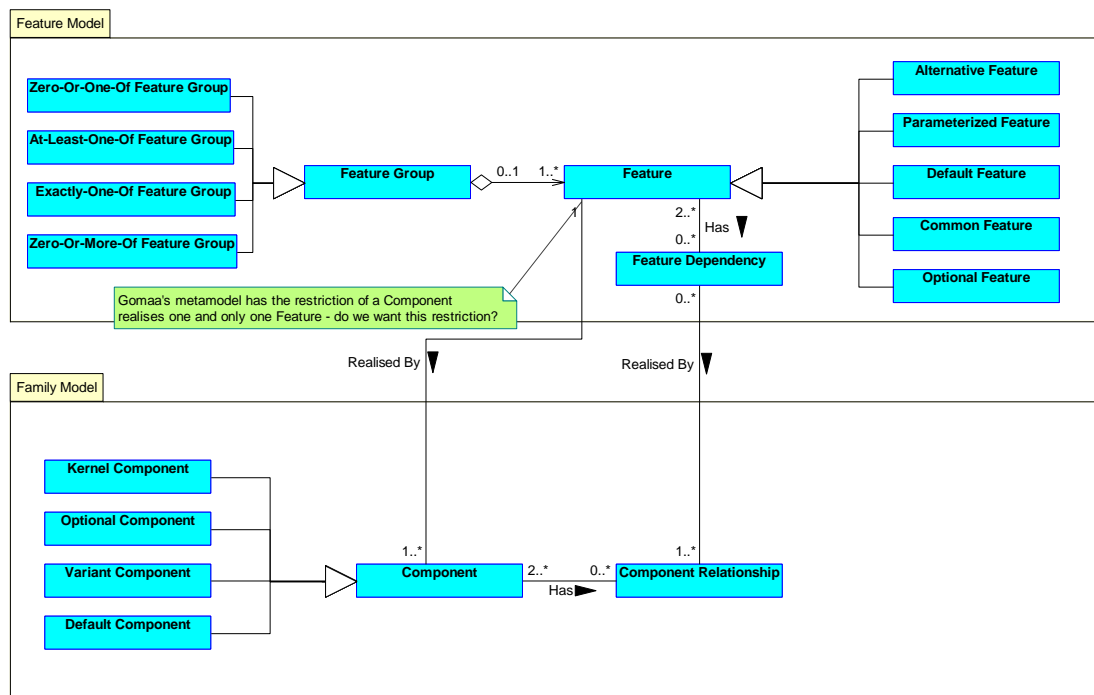 Feature Model
Zero-Or-One-Of Feature Group
At-Least-One-Of Feature Group
Exactly-One-Of Feature Group
Zero-Or-More-Of Feature Group
Feature Group
0..1
1..*
Feature
Alternative Feature
Parameterized Feature
Default Feature
Common Feature
Optional Feature
1
2..*
Has
0..*
Feature Dependency
0..*
Gomaa's metamodel has the restriction of a Component
realises one and only one Feature - do we want this restriction?
Realised By
Realised By
Family Model
Kernel Component
Optional Component
Variant Component
Default Component
1..*
Component
2..*
Has
0..*
1..*
Component Relationship